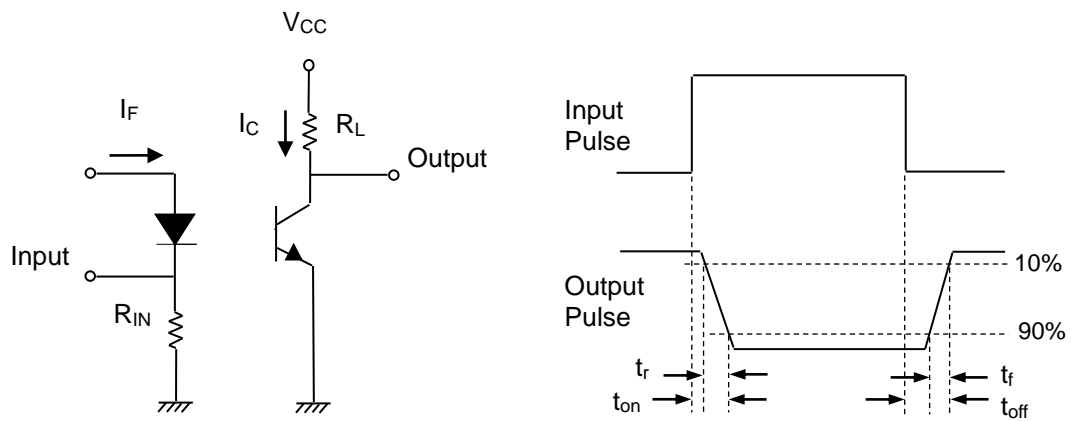 VCC
IF
IC
RL
Output
Input
RIN
Input
Pulse
Output
Pulse
10%
90%
tr
tf
ton
toff